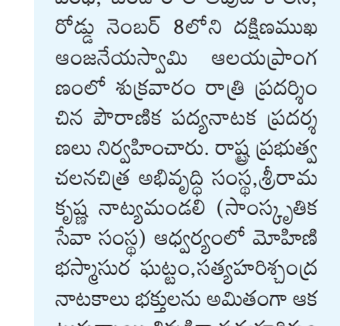 రోడ్డు నెంబర్ 8లోని దక్షిణముఖ
ఆంజనేయస్వామి ఆలయప్రాంగ
ణంలో శుక్రవారం రాత్రి ప్రదర్శిం
చిన పౌరాణిక పద్యనాటక ప్రదర్శ
ణలు నిర్వహించారు. రాష్ట్ర ప్రభుత్వ
చలనచిత్ర అభివృద్ధి సంస్థ,శ్రీరామ
కృష్ణ నాట్యమండలి (సాంస్కృతిక
సేవా సంస్థ) ఆధ్వర్యంలో మోహిణి
భస్మాసుర ఘట్టం,సత్యహరిశ్చంద్ర
నాటకాలు భక్తులను అమితంగా ఆక